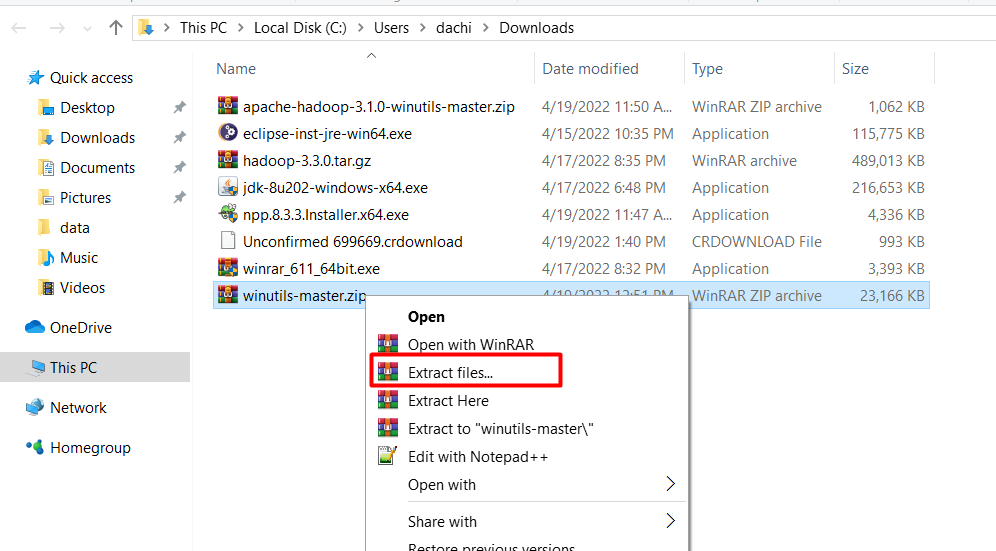 This PC > Local Disk (C:) > Users > dachi > Downloads
Quick access
Desktop
Downloads
Documents
Pictures
data
Music
Videos
OneDrive
This PC
Network
Homegroup
Name Date modified Type Size
apache-hadoop-3.1.0-winutils-master.zip 4/19/2022 11:50 A... WinRAR ZIP archive 1,062 KB
eclipse-inst-jre-win64.exe 4/15/2022 10:35 PM Application 115,775 KB
hadoop-3.3.0.tar.gz 4/17/2022 8:35 PM WinRAR archive 489,013 KB
jdk-8u202-windows-x64.exe 4/17/2022 6:48 PM Application 216,653 KB
npp.8.3.3.Installer.x64.exe 4/19/2022 11:47 A... Application 4,336 KB
Unconfirmed 699669.crdownload 4/19/2022 1:40 PM CRDOWNLOAD File 993 KB
winrar_611_64bit.exe 4/17/2022 8:32 PM Application 3,393 KB
winutils-master.zip 4/19/2022 12:51 PM WinRAR ZIP archive 23,166 KB
Open
Open with WinRAR
Extract files...
Extract Here
Extract to "winutils-master\"
Edit with Notepad++
Open with
Share with
Restore previous versions